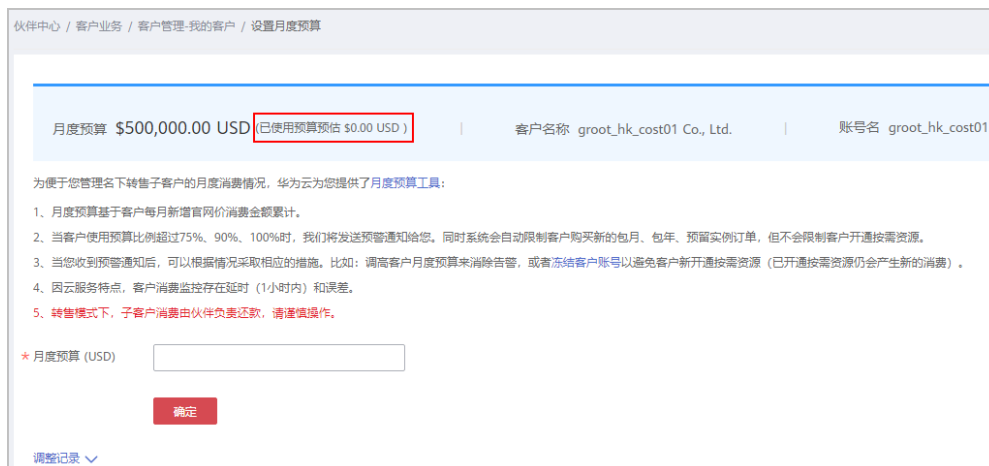 伙伴中心 / 客户业务 / 客户管理-我的客户 / 设置月度预算
月度预算 $500,000.00 USD (已使用预算预估 $0.00 USD ) | 客户名称 groot_hk_cost01 Co., Ltd. | 账号名 groot_hk_cost01
为便于您管理名下转售子客户的月度消费情况，华为云为您提供了月度预算工具：
1、月度预算基于客户每月新增官网价消费金额累计。
2、当客户使用预算比例超过75%、90%、100%时，我们将发送预警通知给您。同时系统会自动限制客户购买新的包月、包年、预留实例订单，但不会限制客户开通按需资源。
3、当您收到预警通知后，可以根据情况采取相应的措施。比如：调高客户月度预算来消除告警，或者冻结客户账号以避免客户新开通按需资源（已开通按需资源仍会产生新的消费）。
4、因云服务特点，客户消费监控存在延时（1小时内）和误差。
5、转售模式下，子客户消费由伙伴负责还款，请谨慎操作。
* 月度预算 (USD)
确定
调整记录